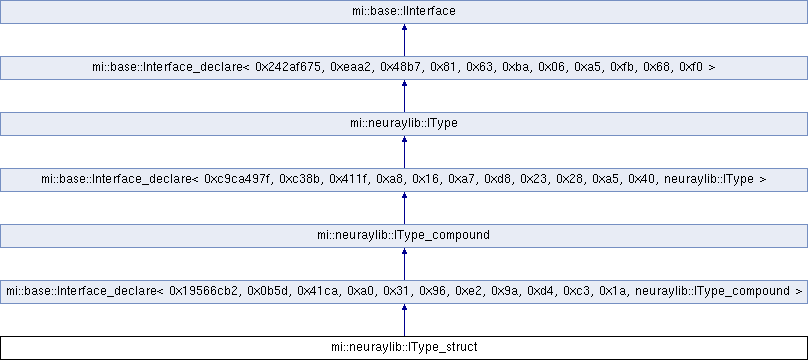 mi::base::IInterface
mi::base::Interface_declare< 0x242af675, 0xeaa2, 0x48b7, 0x81, 0x63, 0xba, 0x06, 0xa5, 0xfb, 0x68, 0xf0 >
mi::neuraylib::IType
mi::base::Interface_declare< 0xc9ca497f, 0xc38b, 0x411f, 0xa8, 0x16, 0xa7, 0xd8, 0x23, 0x28, 0xa5, 0x40, neuraylib::IType >
mi::neuraylib::IType_compound
mi::base::Interface_declare< 0x19566cb2, 0x0b5d, 0x41ca, 0xa0, 0x31, 0x96, 0xe2, 0x9a, 0xd4, 0xc3, 0x1a, neuraylib::IType_compound >
mi::neuraylib::IType_struct